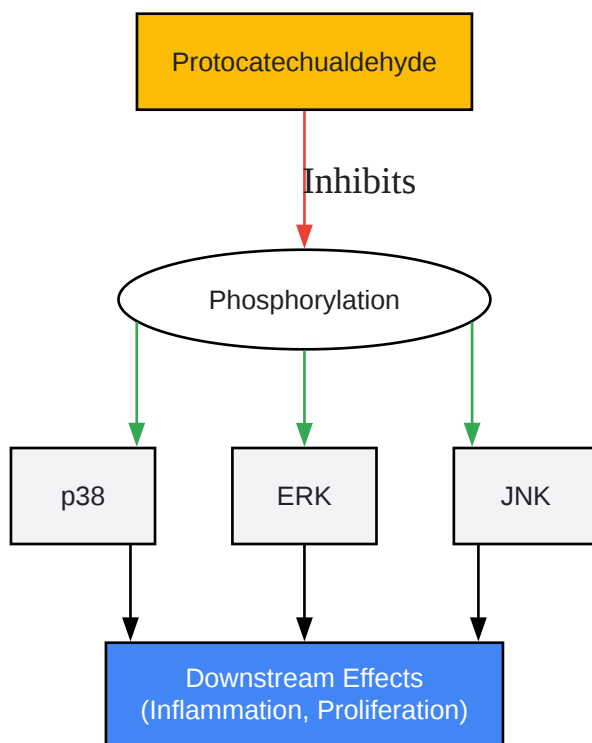 Protocatechualdehyde
Inhibits
Phosphorylation
p38
ERK
JNK
Downstream Effects
(Inflammation, Proliferation)